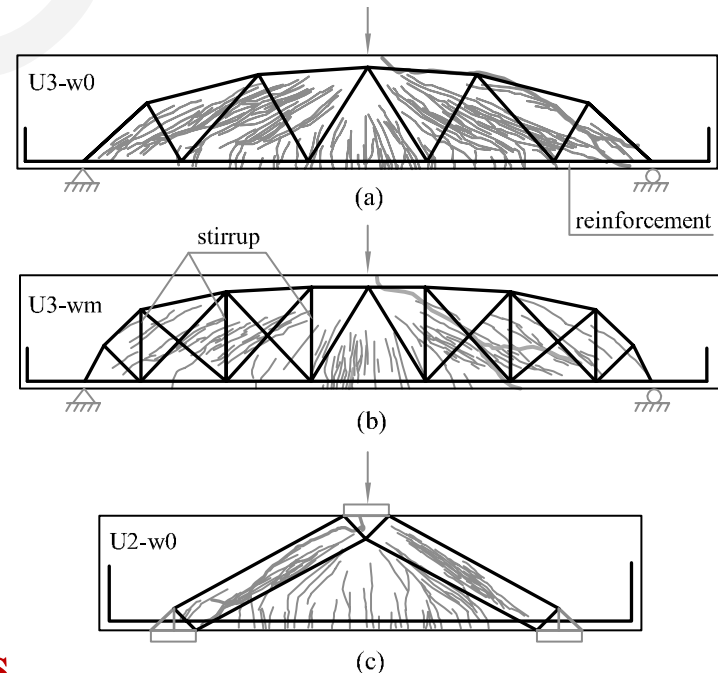 U3-w0
(a)
reinforcement
stirrup
U3-wm
(b)
U2-w0
(c)
S